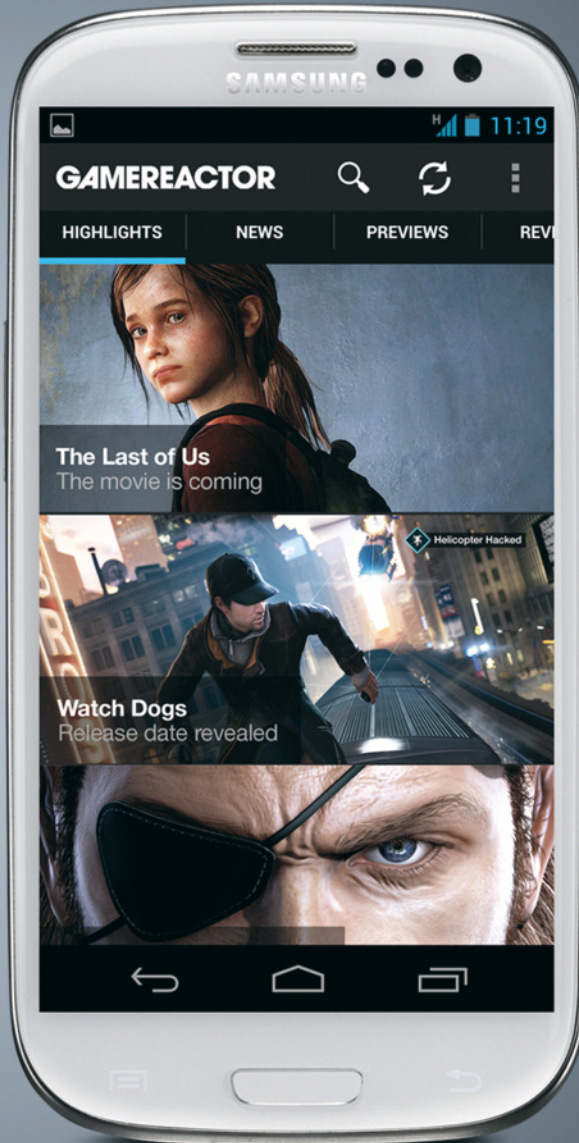 SAMSUNG
H
11:19
GAMEREACTOR
HIGHLIGHTS NEWS PREVIEWS REVI
The Last of Us
The movie is coming
Helicopter Hacked
Watch Dogs
Release date revealed